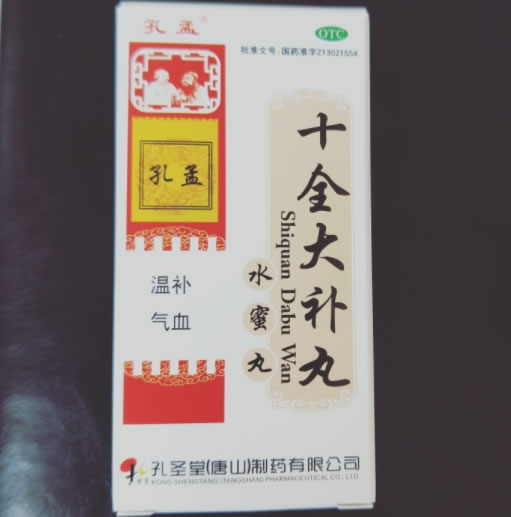 孔孟®
OTC
批准文号:国药准字Z13021554
孔孟
十全大补丸
Shiquan Dabu Wan
水蜜丸
温补
气血
孔圣堂(唐山)制药有限公司
KONG SHENGTANG (TANGSHAN) PHARMACEUTICAL CO., LTD.